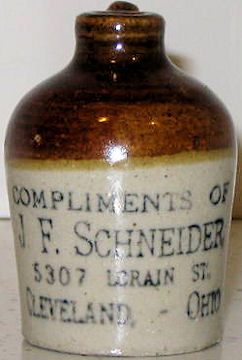 COMPLIMENTS OF
J. F. SCHNEIDER
5307 LORAIN ST.
CLEVELAND, - OHIO